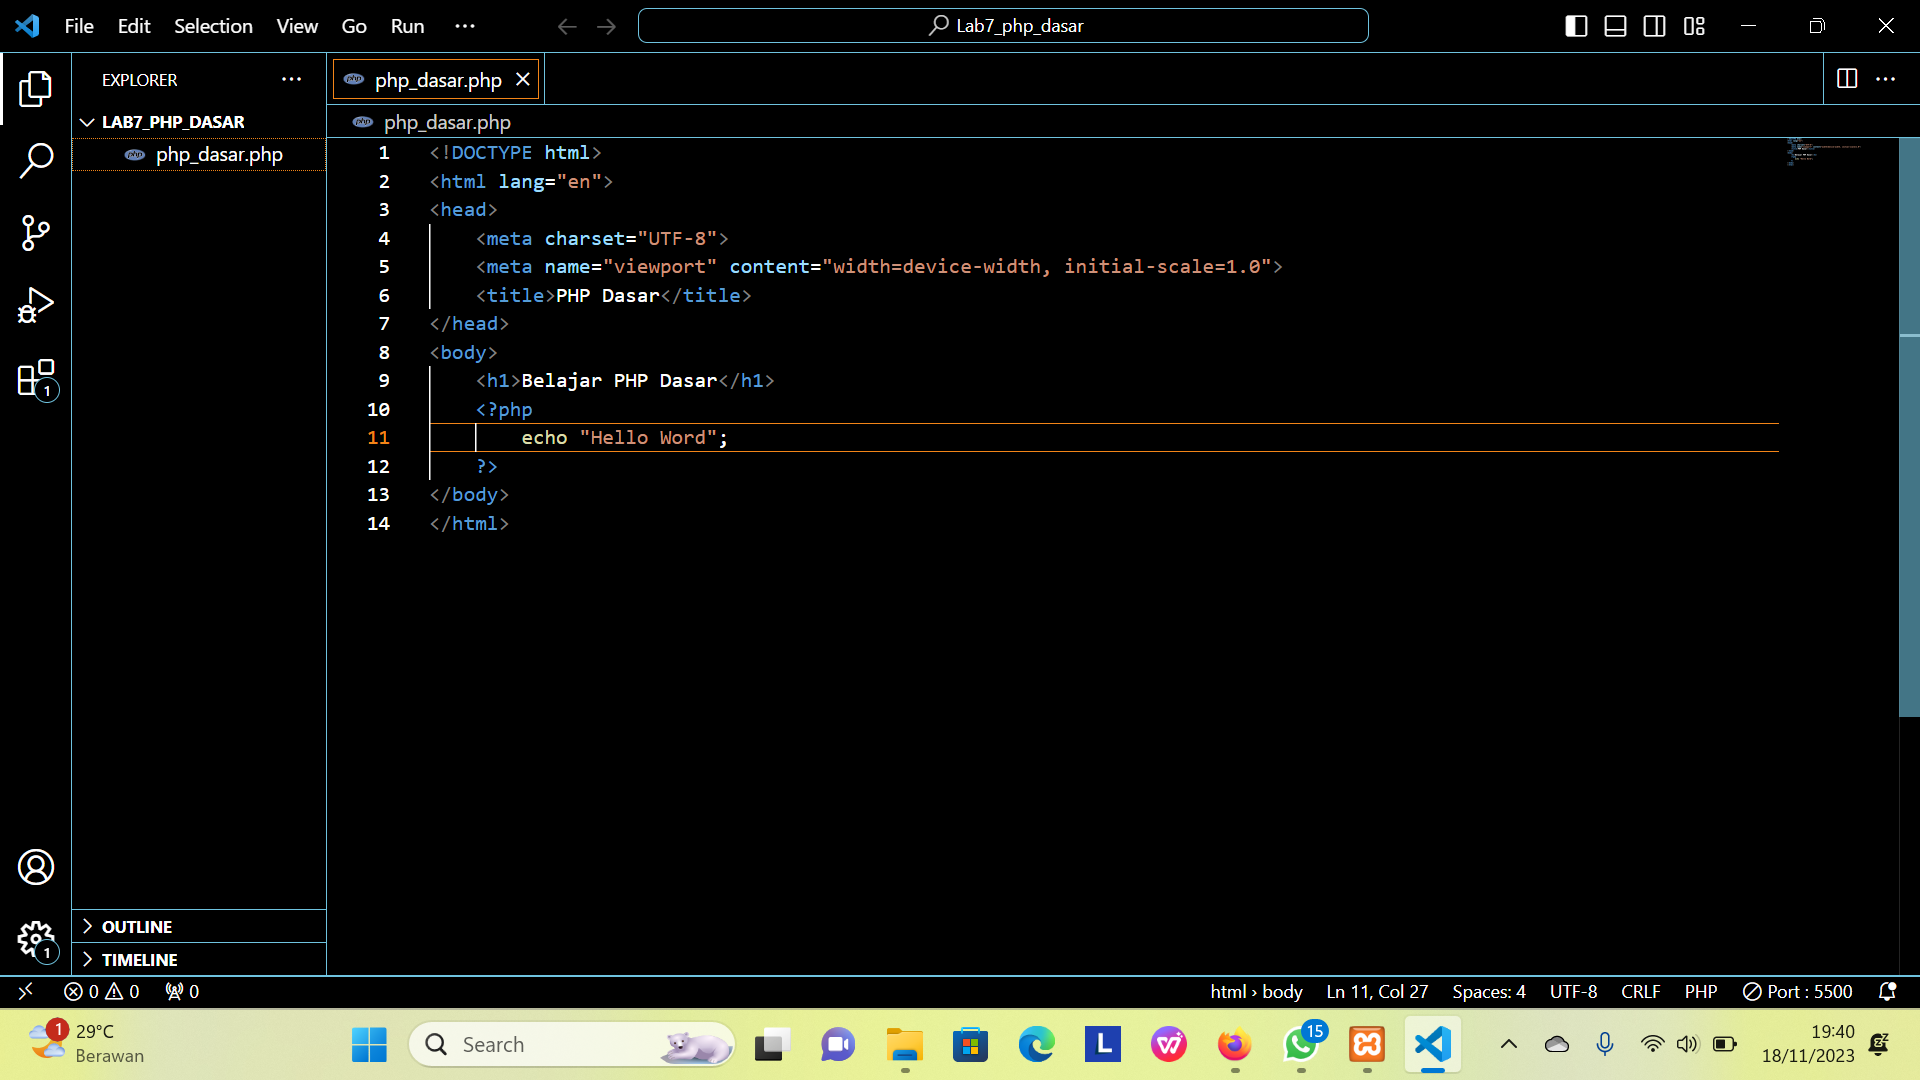 File Edit Selection View Go Run ···
Lab7_php_dasar
EXPLORER
LAB7_PHP_DASAR
php_dasar.php
php_dasar.php
php_dasar.php
1 <!DOCTYPE html>
2 <html lang="en">
3 <head>
4 <meta charset="UTF-8">
5 <meta name="viewport" content="width=device-width, initial-scale=1.0">
6 <title>PHP Dasar</title>
7 </head>
8 <body>
9 <h1>Belajar PHP Dasar</h1>
10 <?php
11 echo "Hello Word";
12 ?>
13 </body>
14 </html>
1
1
OUTLINE
TIMELINE
0 0 0
html › body Ln 11, Col 27 Spaces: 4 UTF-8 CRLF PHP Port : 5500
1
29°C
Berawan
Search
L
15
19:40
18/11/2023